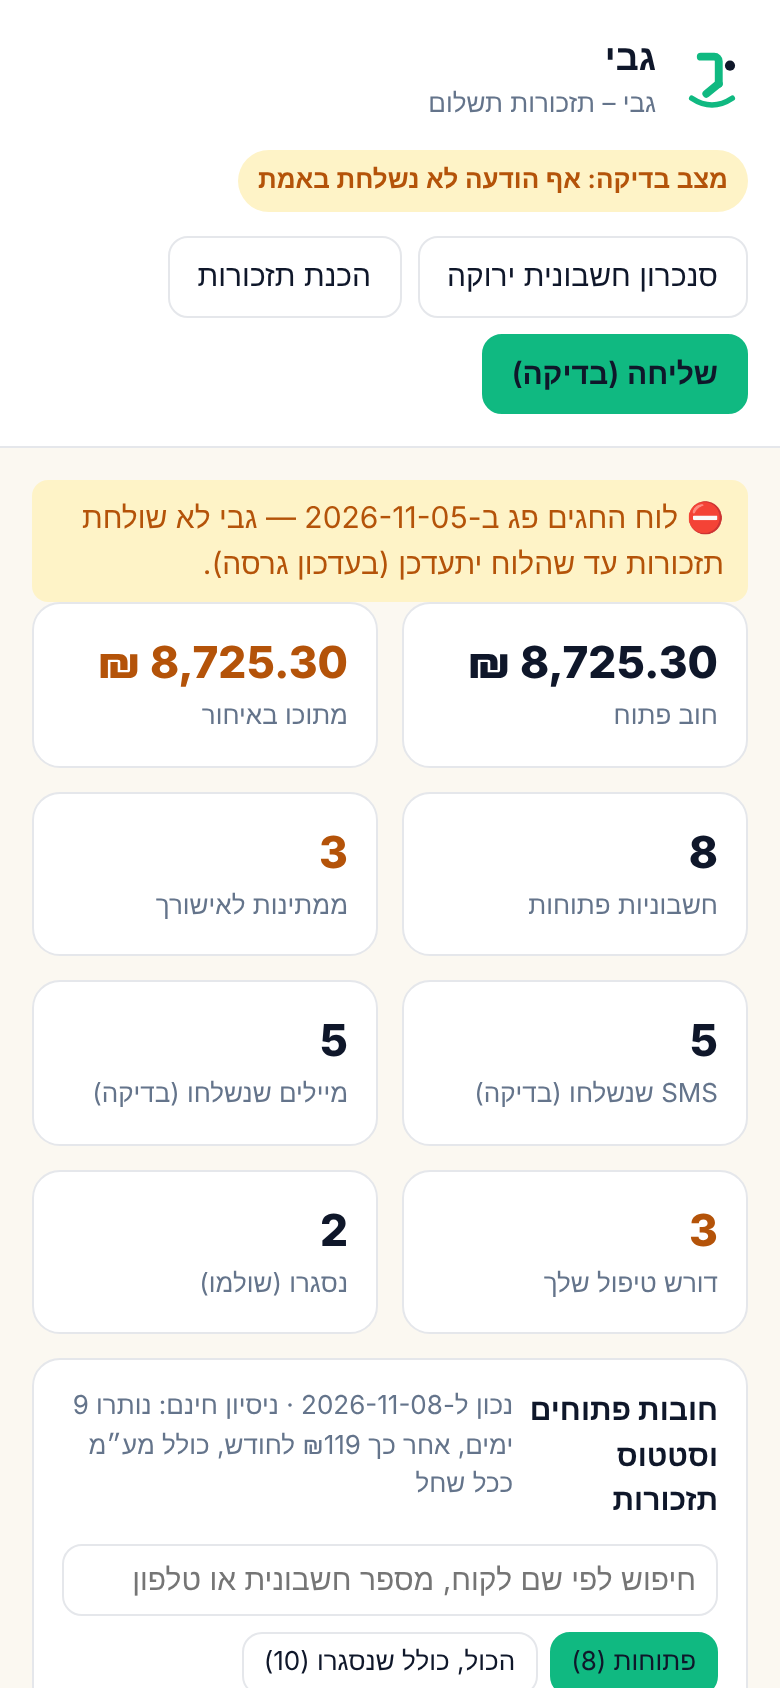 גבי
גבי – תזכורות תשלום
מצב בדיקה: אף הודעה לא נשלחת באמת
סנכרון חשבונית ירוקה
הכנת תזכורות
שליחה (בדיקה)
לוח החגים פג ב-2026-11-05 — גבי לא שולחת
תזכורות עד שהלוח יתעדכן (בעדכון גרסה).
8,725.30 ₪
חוב פתוח
8,725.30 ₪
מתוכו באיחור
8
חשבוניות פתוחות
3
ממתינות לאישורך
5
SMS שנשלחו (בדיקה)
5
מיילים שנשלחו (בדיקה)
3
דורש טיפול שלך
2
נסגרו (שולמו)
חובות פתוחים
וסטטוס
תזכורות
נכון ל-2026-11-08 · ניסיון חינם: נותרו 9
ימים, אחר כך 119₪ לחודש, כולל מע״מ
ככל שחל
חיפוש לפי שם לקוח, מספר חשבונית או טלפון
פתוחות (8)
הכול, כולל שנסגרו (10)